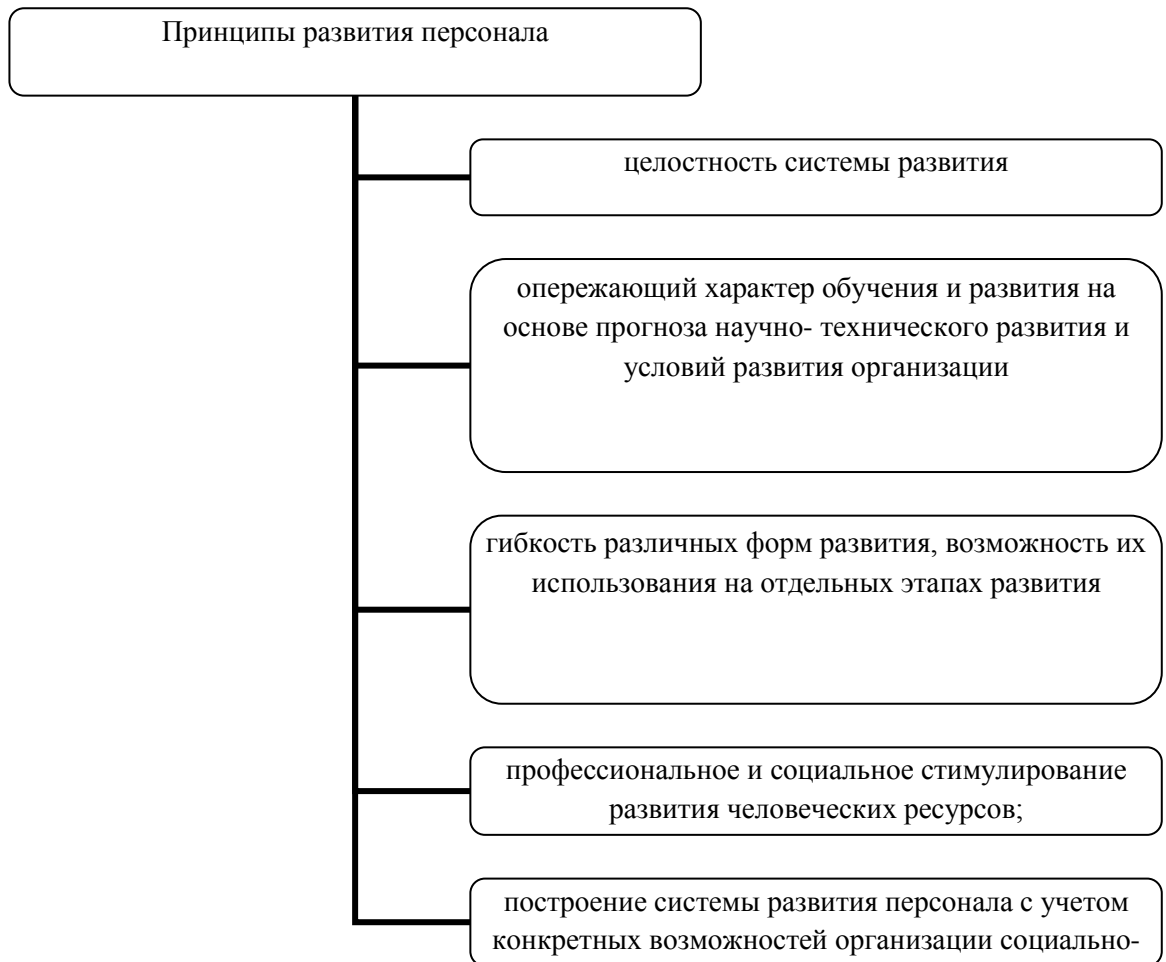 Принципы развития персонала
целостность системы развития
опережающий характер обучения и развития на
основе прогноза научно- технического развития и
условий развития организации
гибкость различных форм развития, возможность их
использования на отдельных этапах развития
профессиональное и социальное стимулирование
развития человеческих ресурсов;
построение системы развития персонала с учетом
конкретных возможностей организации социально-